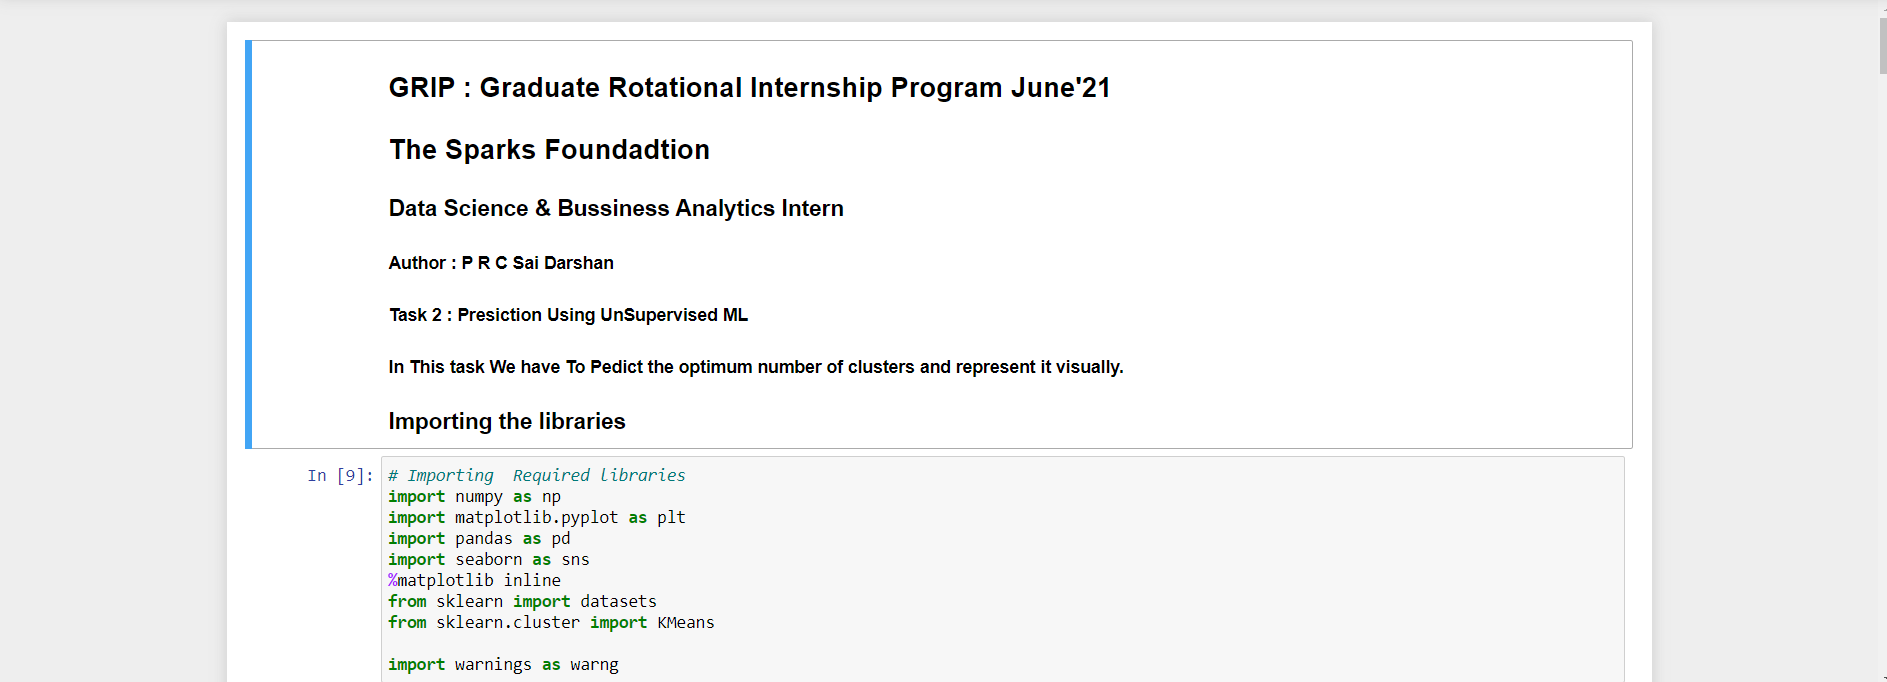 GRIP : Graduate Rotational Internship Program June'21
The Sparks Foundadtion
Data Science & Bussiness Analytics Intern
Author : P R C Sai Darshan
Task 2 : Presiction Using UnSupervised ML
In This task We have To Pedict the optimum number of clusters and represent it visually.
Importing the libraries
In [9]: # Importing  Required libraries
import numpy as np
import matplotlib.pyplot as plt
import pandas as pd
import seaborn as sns
%matplotlib inline
from sklearn import datasets
from sklearn.cluster import KMeans
import warnings as warng